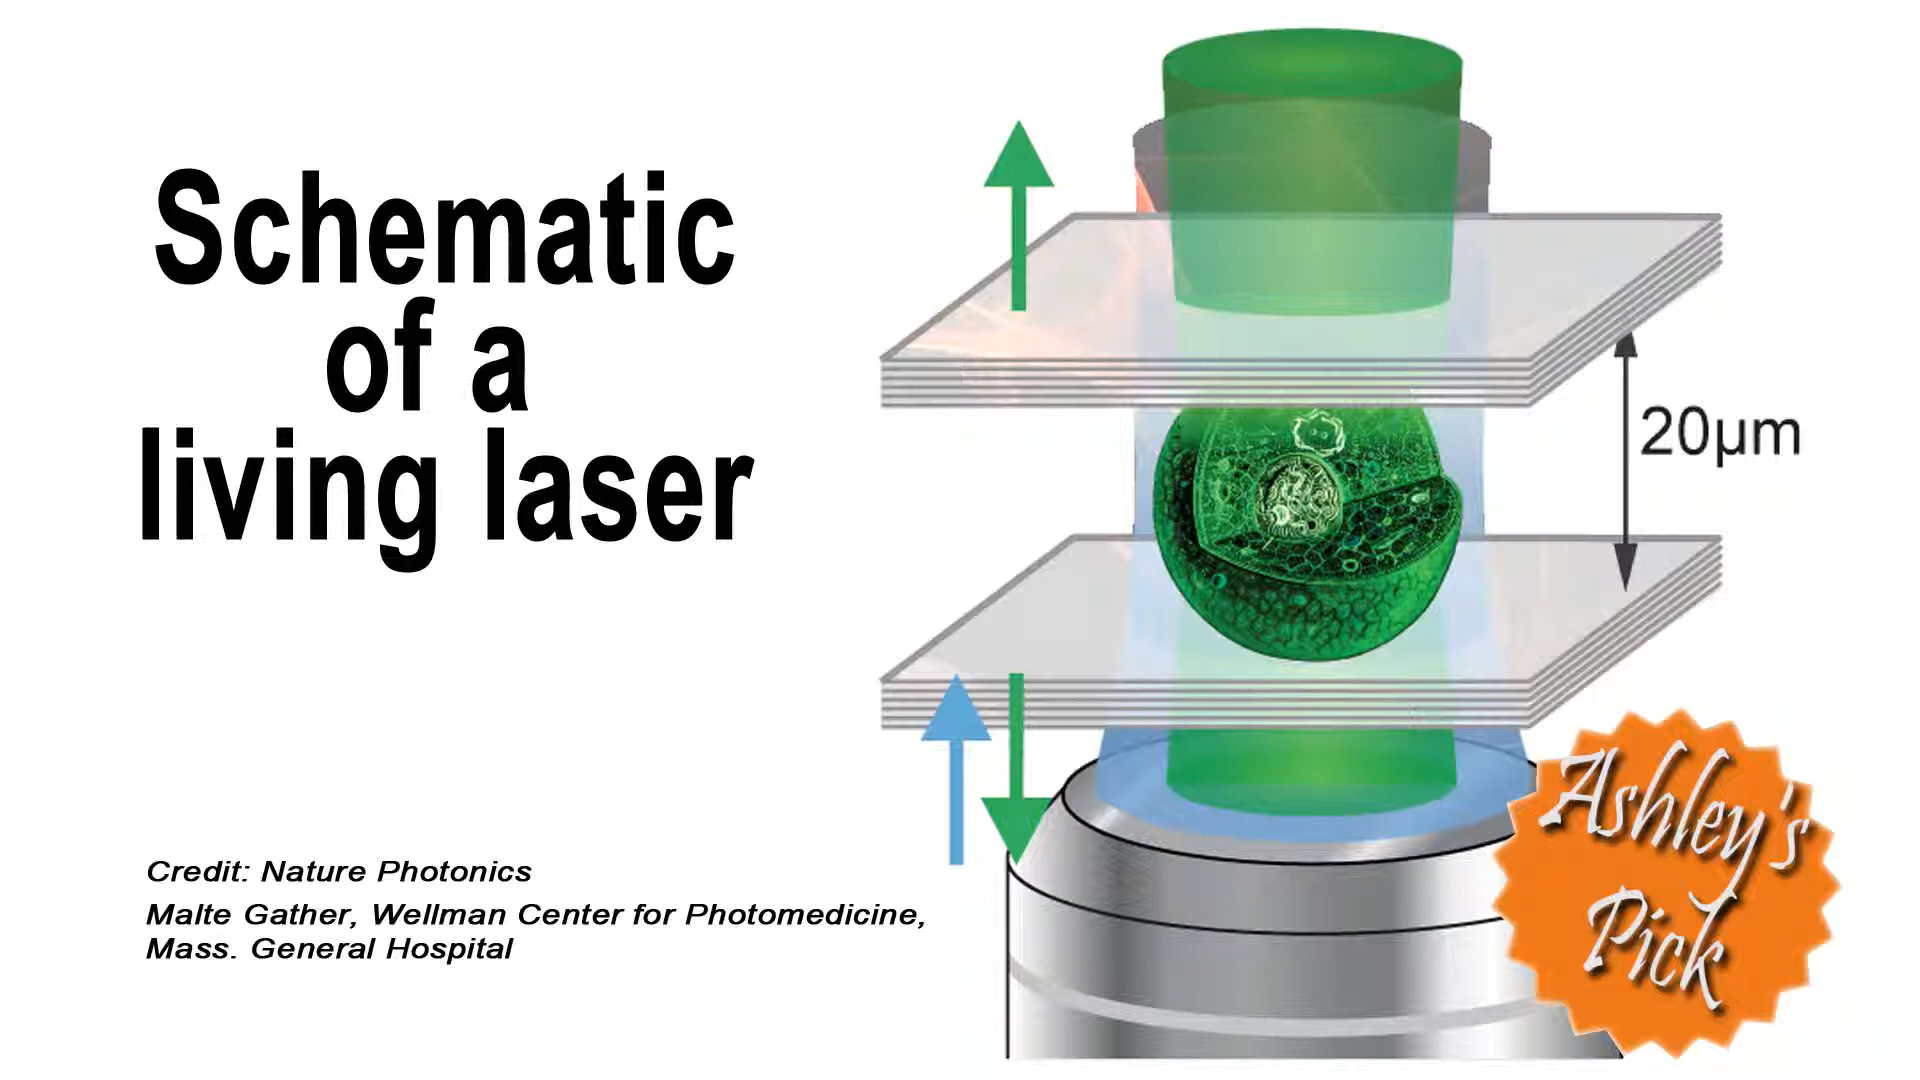 Schematic
of a
living laser
20µm
Credit: Nature Photonics
Malte Gather, Wellman Center for Photomedicine,
Mass. General Hospital
Ashley's
Pick